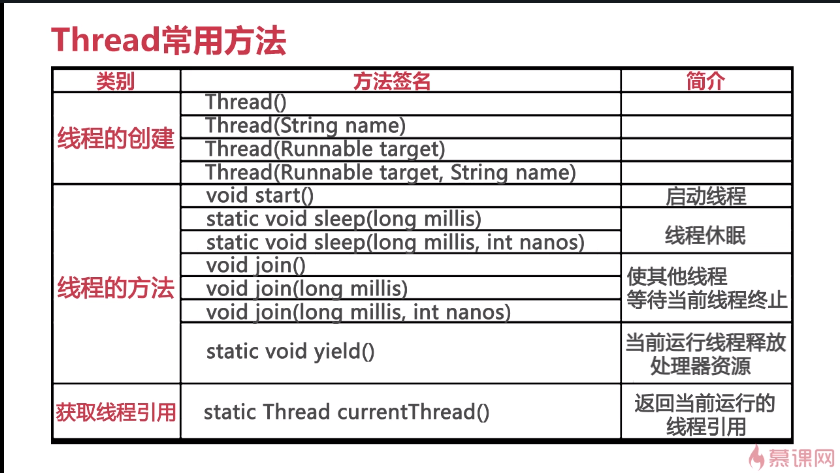 Thread常用方法
类别 方法签名 简介
线程的创建
Thread()
Thread(String name)
Thread(Runnable target)
Thread(Runnable target, String name)
线程的方法
void start() 启动线程
static void sleep(long millis)
static void sleep(long millis, int nanos)
线程休眠
void join()
void join(long millis)
void join(long millis, int nanos)
使其他线程
等待当前线程终止
static void yield()
当前运行线程释放
处理器资源
获取线程引用 static Thread currentThread()
返回当前运行的
线程引用
慕课网